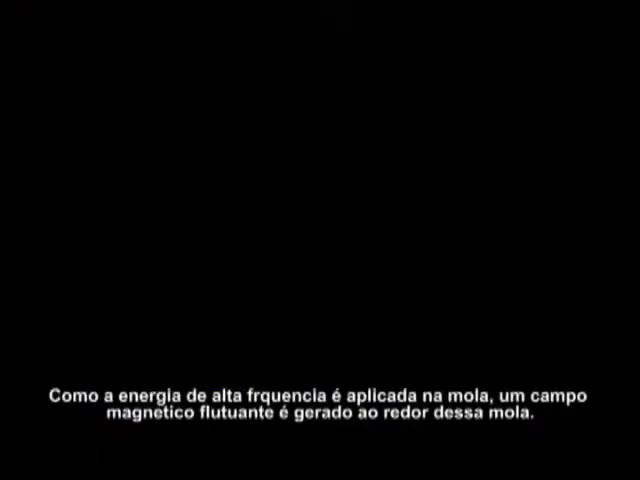 Como a energia de alta frquencia é aplicada na mola, um campo
magnetico flutuante é gerado ao redor dessa mola.